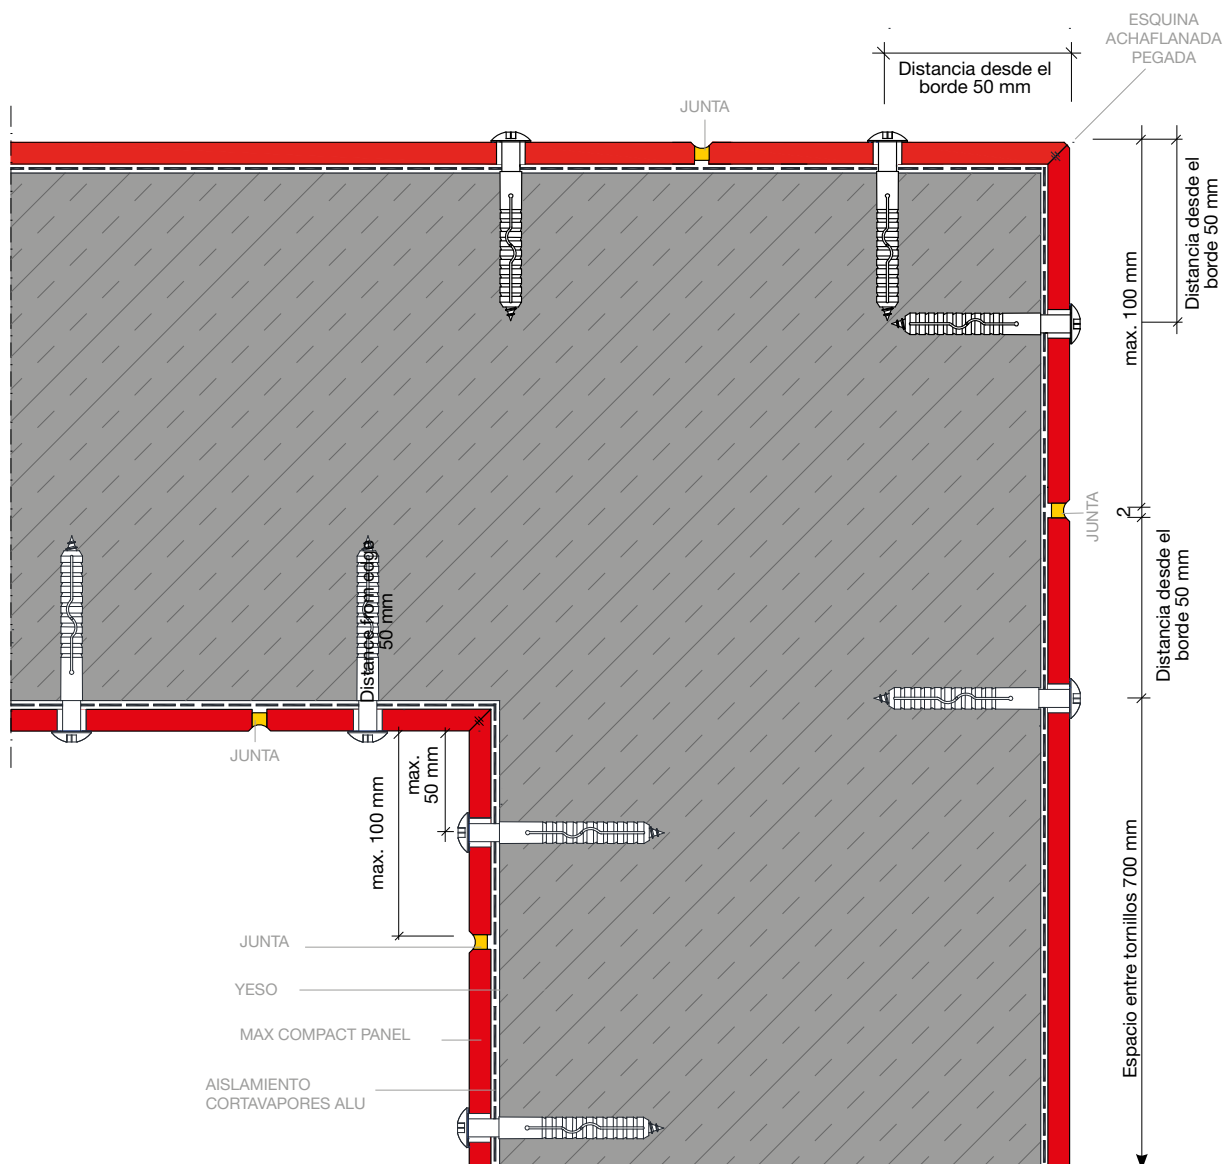 ESQUINA
ACHAFLANADA
PEGADA
Distancia desde el
borde 50 mm
JUNTA
Distancia desde el
borde 50 mm
max. 100 mm
2
JUNTA
Distancia desde el
borde 50 mm
Distance from edge
50 mm
JUNTA
max.
50 mm
max. 100 mm
Espacio entre tornillos 700 mm
JUNTA
YESO
MAX COMPACT PANEL
AISLAMIENTO
CORTAVAPORES ALU